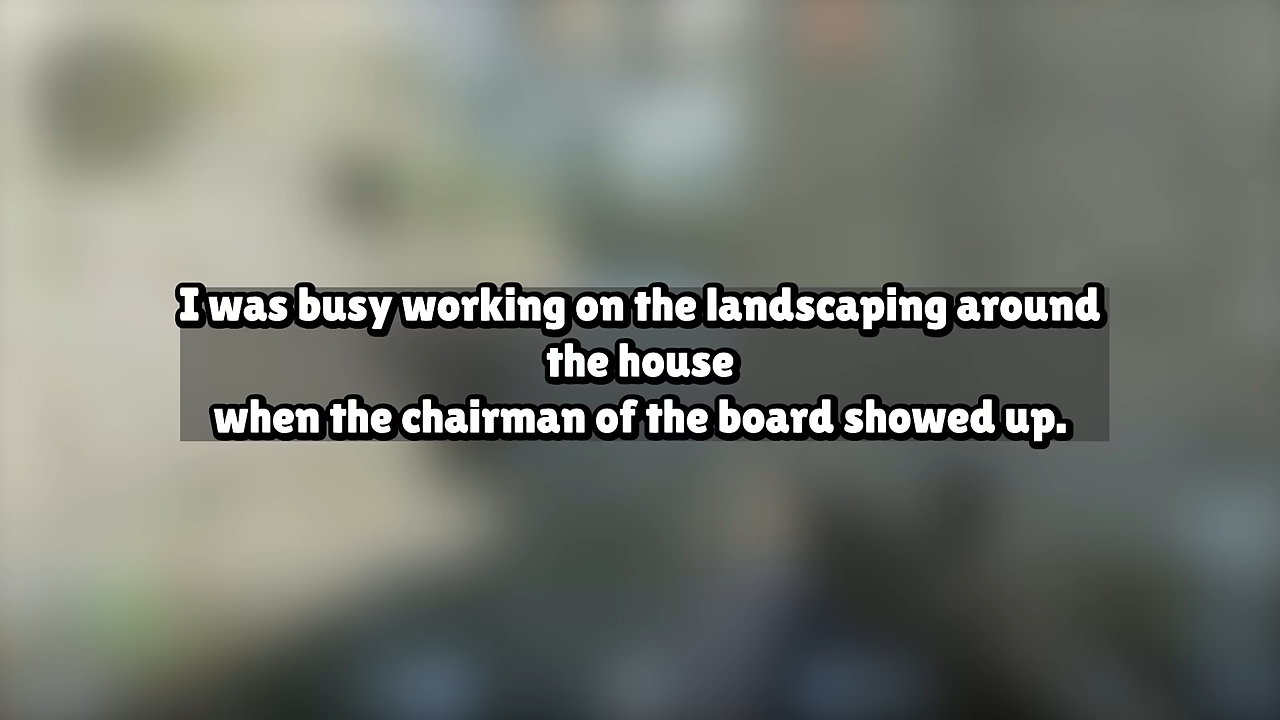 I was busy working on the landscaping around
the house
when the chairman of the board showed up.